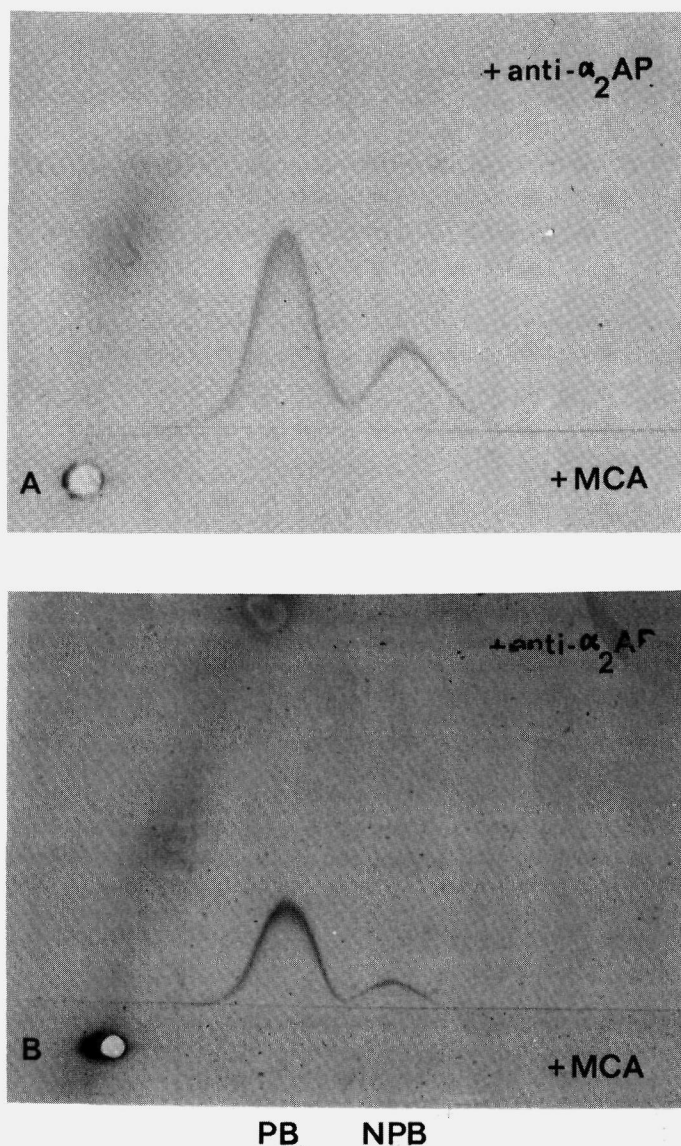 + anti-α₂AP
A
+ MCA
+anti-α₂AP
B
+ MCA
PB NPB